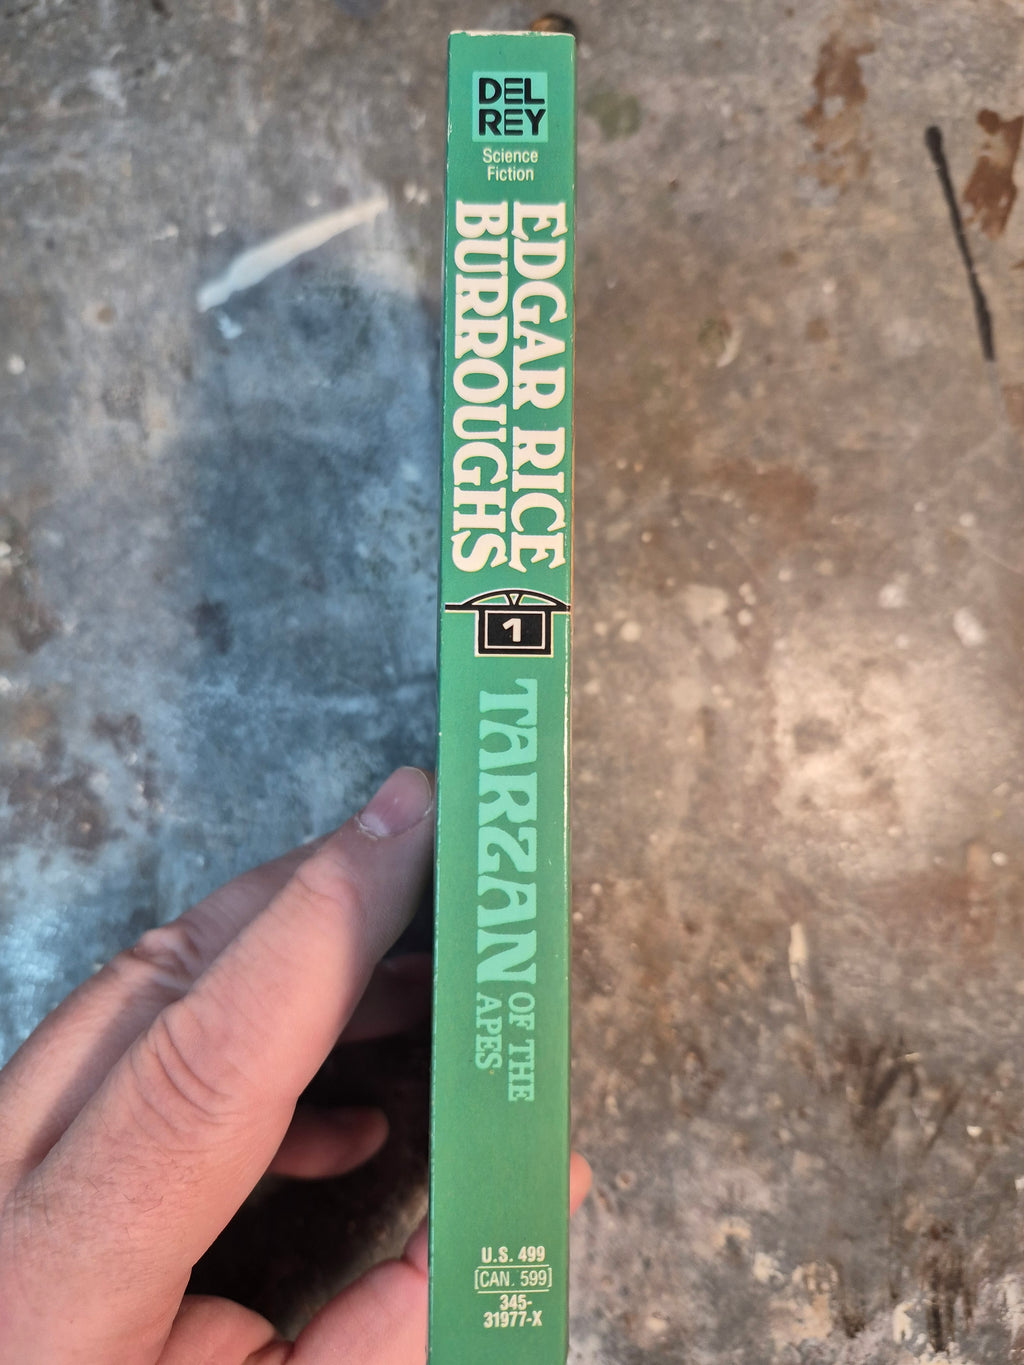 DEL
REY
Science
Fiction
EDGAR RICE
BURROUGHS
1
TARZAN
OF THE
APES
U.S. 499
[CAN. 599]
345-
31977-X